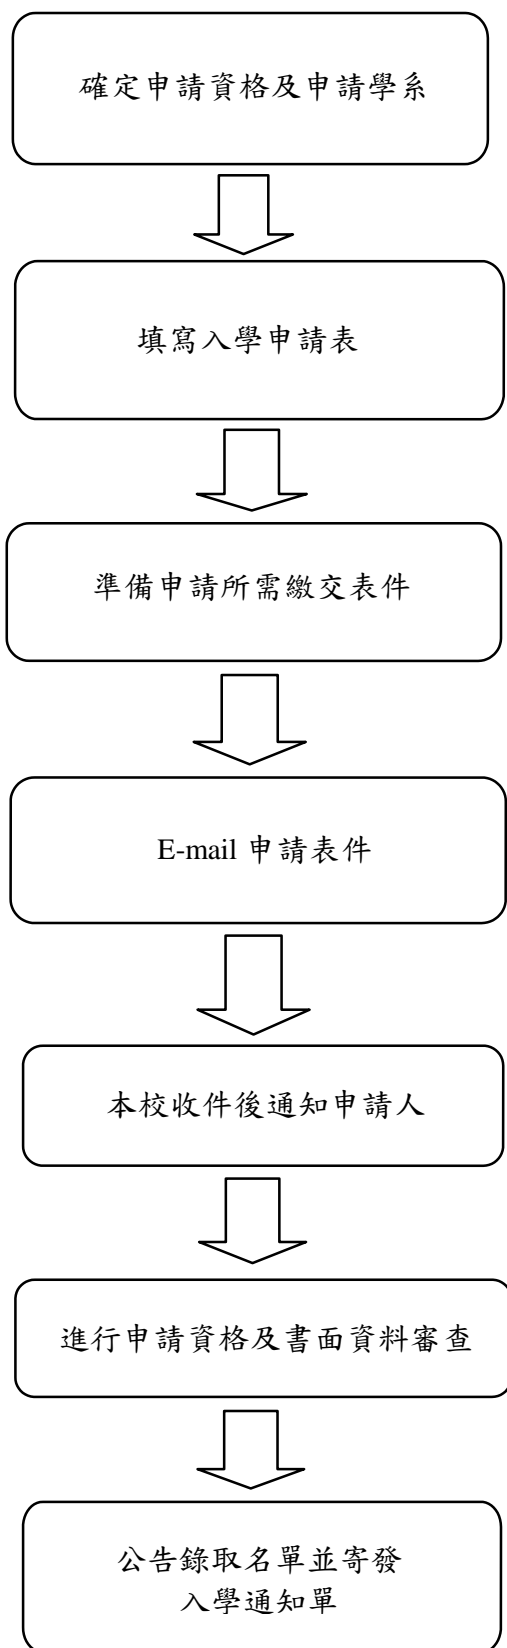 確定申請資格及申請學系
填寫入學申請表
準備申請所需繳交表件
E-mail 申請表件
本校收件後通知申請人
進行申請資格及書面資料審查
公告錄取名單並寄發
入學通知單